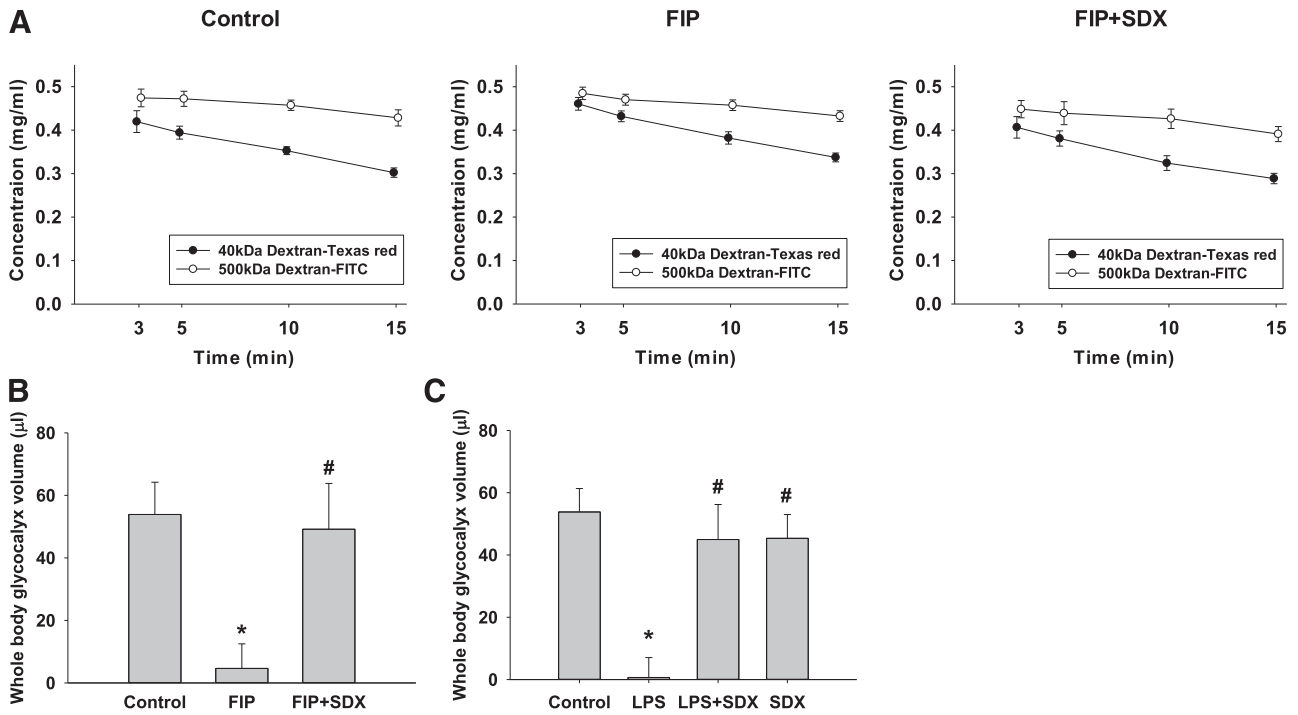 A
Control
FIP
FIP+SDX
Concentraion (mg/ml)
0.5
0.4
0.3
0.2
0.1
0.0
40kDa Dextran-Texas red
500kDa Dextran-FITC
3 5 10 15
Time (min)
Concentraion (mg/ml)
0.5
0.4
0.3
0.2
0.1
0.0
40kDa Dextran-Texas red
500kDa Dextran-FITC
3 5 10 15
Time (min)
Concentraion (mg/ml)
0.5
0.4
0.3
0.2
0.1
0.0
40kDa Dextran-Texas red
500kDa Dextran-FITC
3 5 10 15
Time (min)
B
Whole body glycocalyx volume (μl)
80
60
40
20
0
*
#
Control FIP FIP+SDX
C
Whole body glycocalyx volume (μl)
80
60
40
20
0
*
#
#
Control LPS LPS+SDX SDX